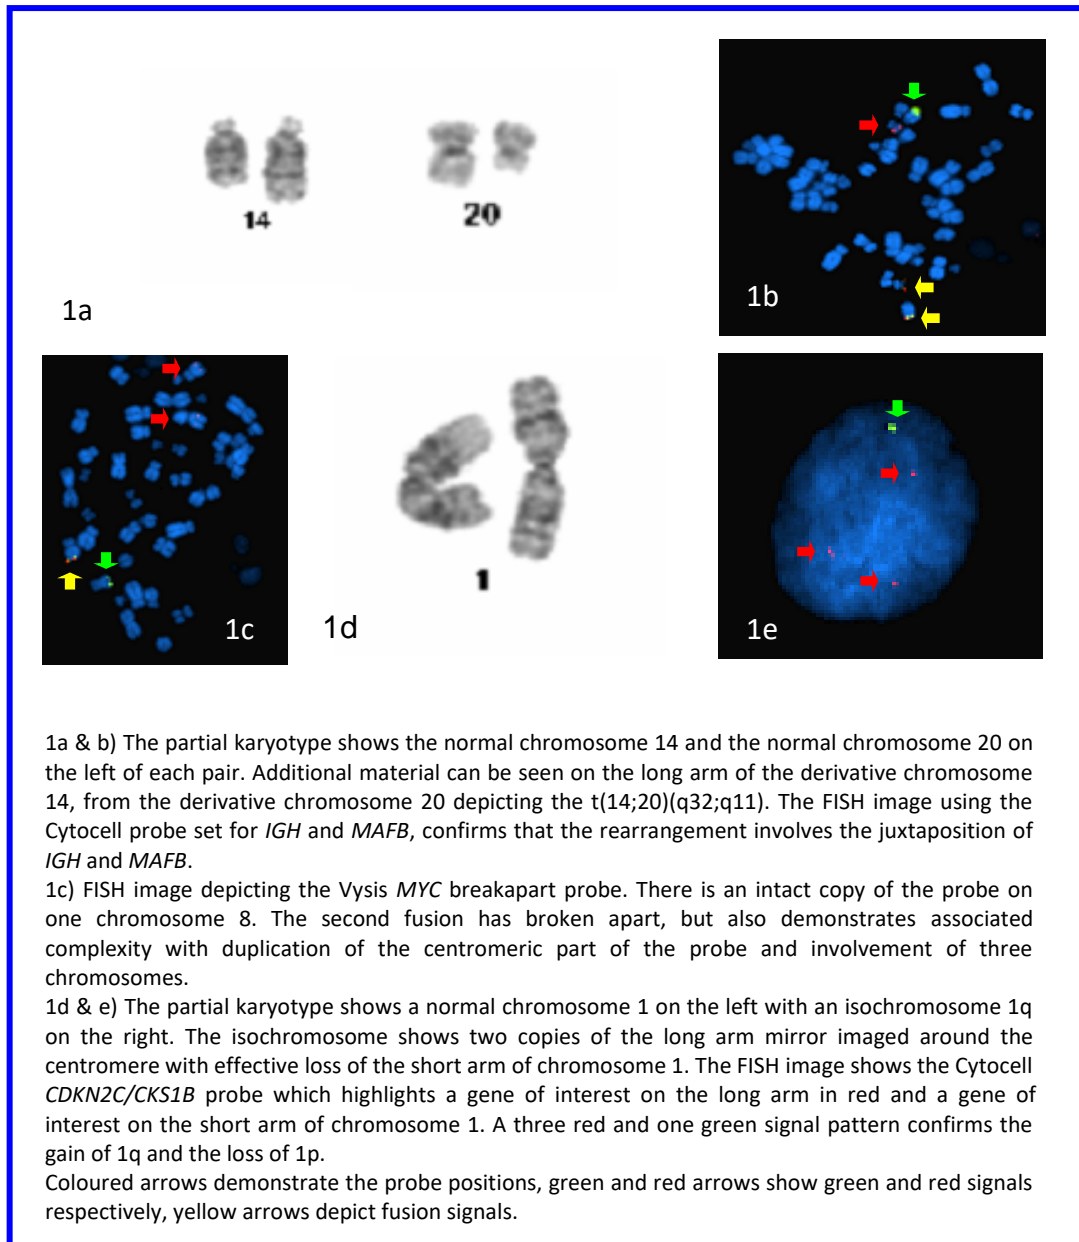 14
20
1a
1b
1c
1d
1
1e
1a & b) The partial karyotype shows the normal chromosome 14 and the normal chromosome 20 on
the left of each pair. Additional material can be seen on the long arm of the derivative chromosome
14, from the derivative chromosome 20 depicting the t(14;20)(q32;q11). The FISH image using the
Cytocell probe set for IGH and MAFB, confirms that the rearrangement involves the juxtaposition of
IGH and MAFB.
1c) FISH image depicting the Vysis MYC breakapart probe. There is an intact copy of the probe on
one chromosome 8. The second fusion has broken apart, but also demonstrates associated
complexity with duplication of the centromeric part of the probe and involvement of three
chromosomes.
1d & e) The partial karyotype shows a normal chromosome 1 on the left with an isochromosome 1q
on the right. The isochromosome shows two copies of the long arm mirror imaged around the
centromere with effective loss of the short arm of chromosome 1. The FISH image shows the Cytocell
CDKN2C/CKS1B probe which highlights a gene of interest on the long arm in red and a gene of
interest on the short arm of chromosome 1. A three red and one green signal pattern confirms the
gain of 1q and the loss of 1p.
Coloured arrows demonstrate the probe positions, green and red arrows show green and red signals
respectively, yellow arrows depict fusion signals.